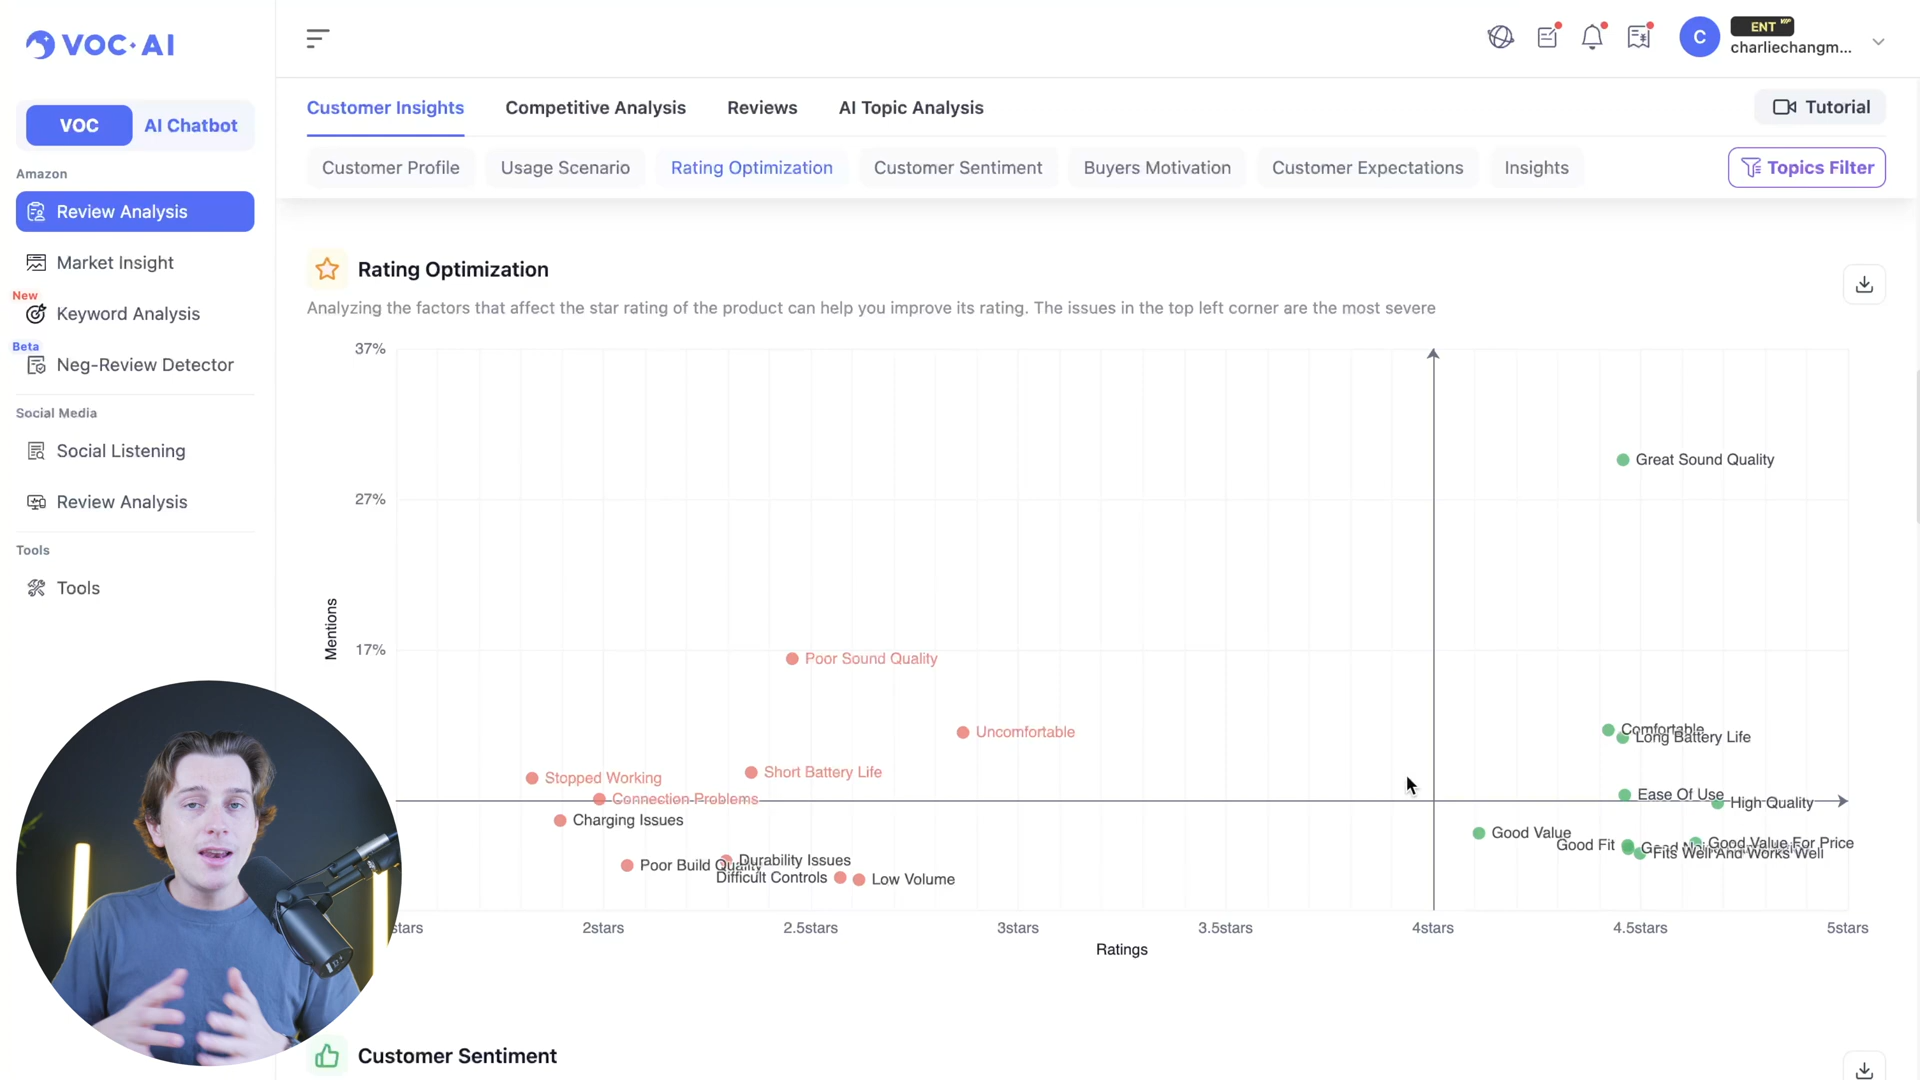 VOC·AI
ENT VIP
charliechangm...
C
VOC
AI Chatbot
Amazon
Review Analysis
Market Insight
New
Keyword Analysis
Beta
Neg-Review Detector
Social Media
Social Listening
Review Analysis
Tools
Tools
Customer Insights
Competitive Analysis
Reviews
AI Topic Analysis
Tutorial
Customer Profile
Usage Scenario
Rating Optimization
Customer Sentiment
Buyers Motivation
Customer Expectations
Insights
Topics Filter
Rating Optimization
Analyzing the factors that affect the star rating of the product can help you improve its rating. The issues in the top left corner are the most severe
37%
27%
17%
Mentions
Great Sound Quality
Poor Sound Quality
Uncomfortable
Comfortable
Long Battery Life
Stopped Working
Short Battery Life
Connection Problems
Ease Of Use
High Quality
Charging Issues
Good Value
Good Fit
Good Value For Price
Fits Well And Works Well
Poor Build Quality
Durability Issues
Difficult Controls
Low Volume
stars
2stars
2.5stars
3stars
3.5stars
4stars
4.5stars
5stars
Ratings
Customer Sentiment